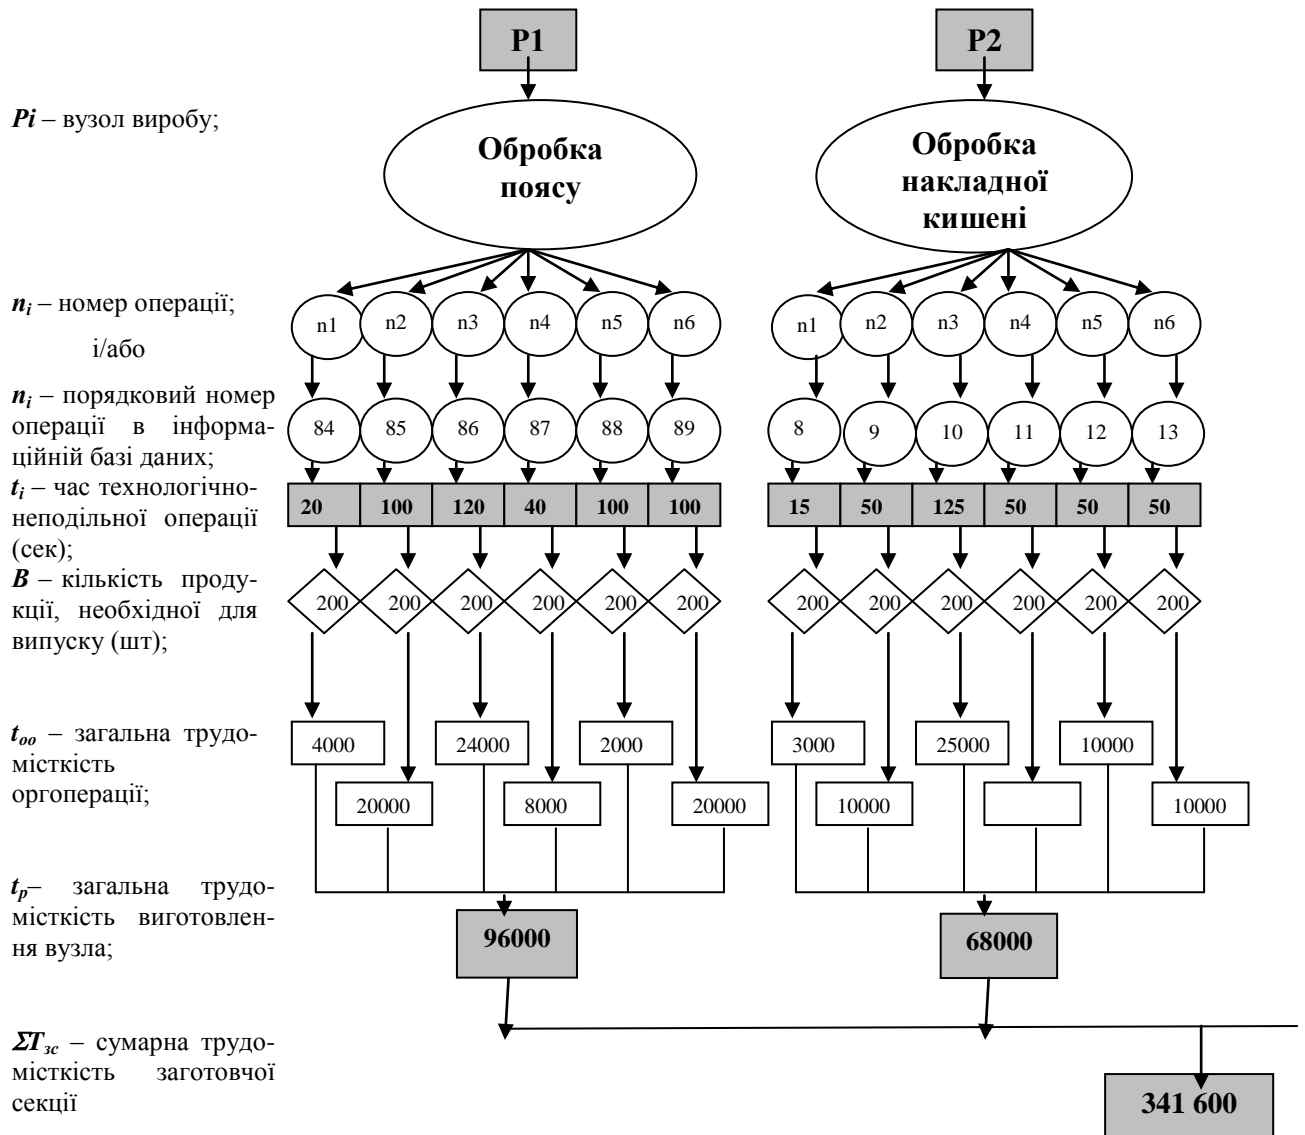 P1
P2
Pi – вузол виробу;
Обробка
поясу
Обробка
накладної
кишені
ni – номер операції;
n1 n2 n3 n4 n5 n6
n1 n2 n3 n4 n5 n6
і/або
ni – порядковий номер
операції в інформа-
ційній базі даних;
84 85 86 87 88 89
8 9 10 11 12 13
ti – час технологічно-
неподільної операції
(сек);
20 100 120 40 100 100
15 50 125 50 50 50
B – кількість проду-
кції, необхідної для
випуску (шт);
200 200 200 200 200 200
200 200 200 200 200 200
tоо – загальна трудо-
місткість
оргоперації;
4000 24000 2000
3000 25000 10000
20000 8000 20000
10000 10000
tp– загальна трудо-
місткість виготовлен-
ня вузла;
96000
68000
ΣTзс – сумарна трудо-
місткість заготовчої
секції
341 600